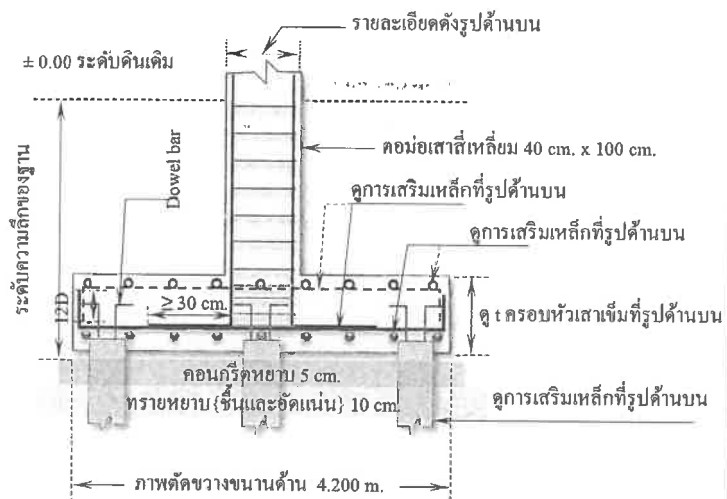 รายละเอียดดังรูปด้านบน
± 0.00 ระดับดินเดิม
ตอม่อเสาสี่เหลี่ยม 40 cm. x 100 cm.
ดูการเสริมเหล็กที่รูปด้านบน
ดูการเสริมเหล็กที่รูปด้านบน
Dowel bar
ระดับความลึกของฐาน
12D
≥ 30 cm.
ดู t ครอบหัวเสาเข็มที่รูปด้านบน
คอนกรีตหยาบ 5 cm.
ทรายหยาบ{ชื้นและอัดแน่น} 10 cm.
ดูการเสริมเหล็กที่รูปด้านบน
ภาพตัดขวางขนานด้าน 4.200 m.